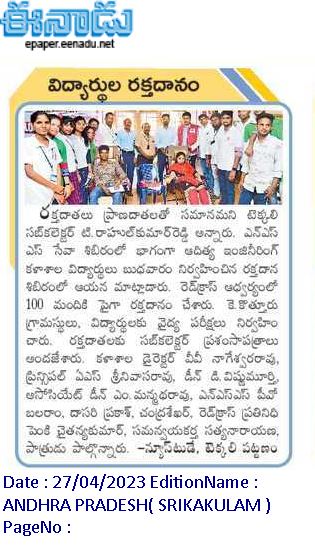 ఈనాడు
epaper.eenadu.net
విద్యార్థుల రక్తదానం
రక్తదాతలు ప్రాణదాతలతో సమానమని టెక్కలి
సబ్‌కలెక్టర్ టి.రాహుల్‌కుమార్‌రెడ్డి అన్నారు. ఎన్ఎస్
ఎస్ సేవా శిబిరంలో భాగంగా ఆదిత్య ఇంజినీరింగ్
కళాశాల విద్యార్థులు బుధవారం నిర్వహించిన రక్తదాన
శిబిరంలో ఆయన మాట్లాడారు. రెడ్‌క్రాస్ ఆధ్వర్యంలో
100 మందికి పైగా రక్తదానం చేశారు. కె.కొత్తూరు
గ్రామస్థులు, విద్యార్థులకు వైద్య పరీక్షలు నిర్వహిం
చారు. రక్తదాతలకు సబ్‌కలెక్టర్ ప్రశంసాపత్రాలు
అందజేశారు. కళాశాల డైరెక్టర్ వీవీ నాగేశ్వరరావు,
ప్రిన్సిపల్ ఏఎస్ శ్రీనివాసరావు, డీన్ డి.విష్ణుమూర్తి,
అసోసియేట్ డీన్ ఎం.మన్మథరావు, ఎన్ఎస్ఎస్ పీవో
బలరాం, దాసరి ప్రకాశ్, చంద్రశేఖర్, రెడ్‌క్రాస్ ప్రతినిధి
పెంకి చైతన్యకుమార్, సమన్వయకర్త సత్యనారాయణ,
పాత్రుడు పాల్గొన్నారు. -న్యూస్‌టుడే, టెక్కలి పట్టణం
Date : 27/04/2023 EditionName :
ANDHRA PRADESH( SRIKAKULAM )
PageNo :